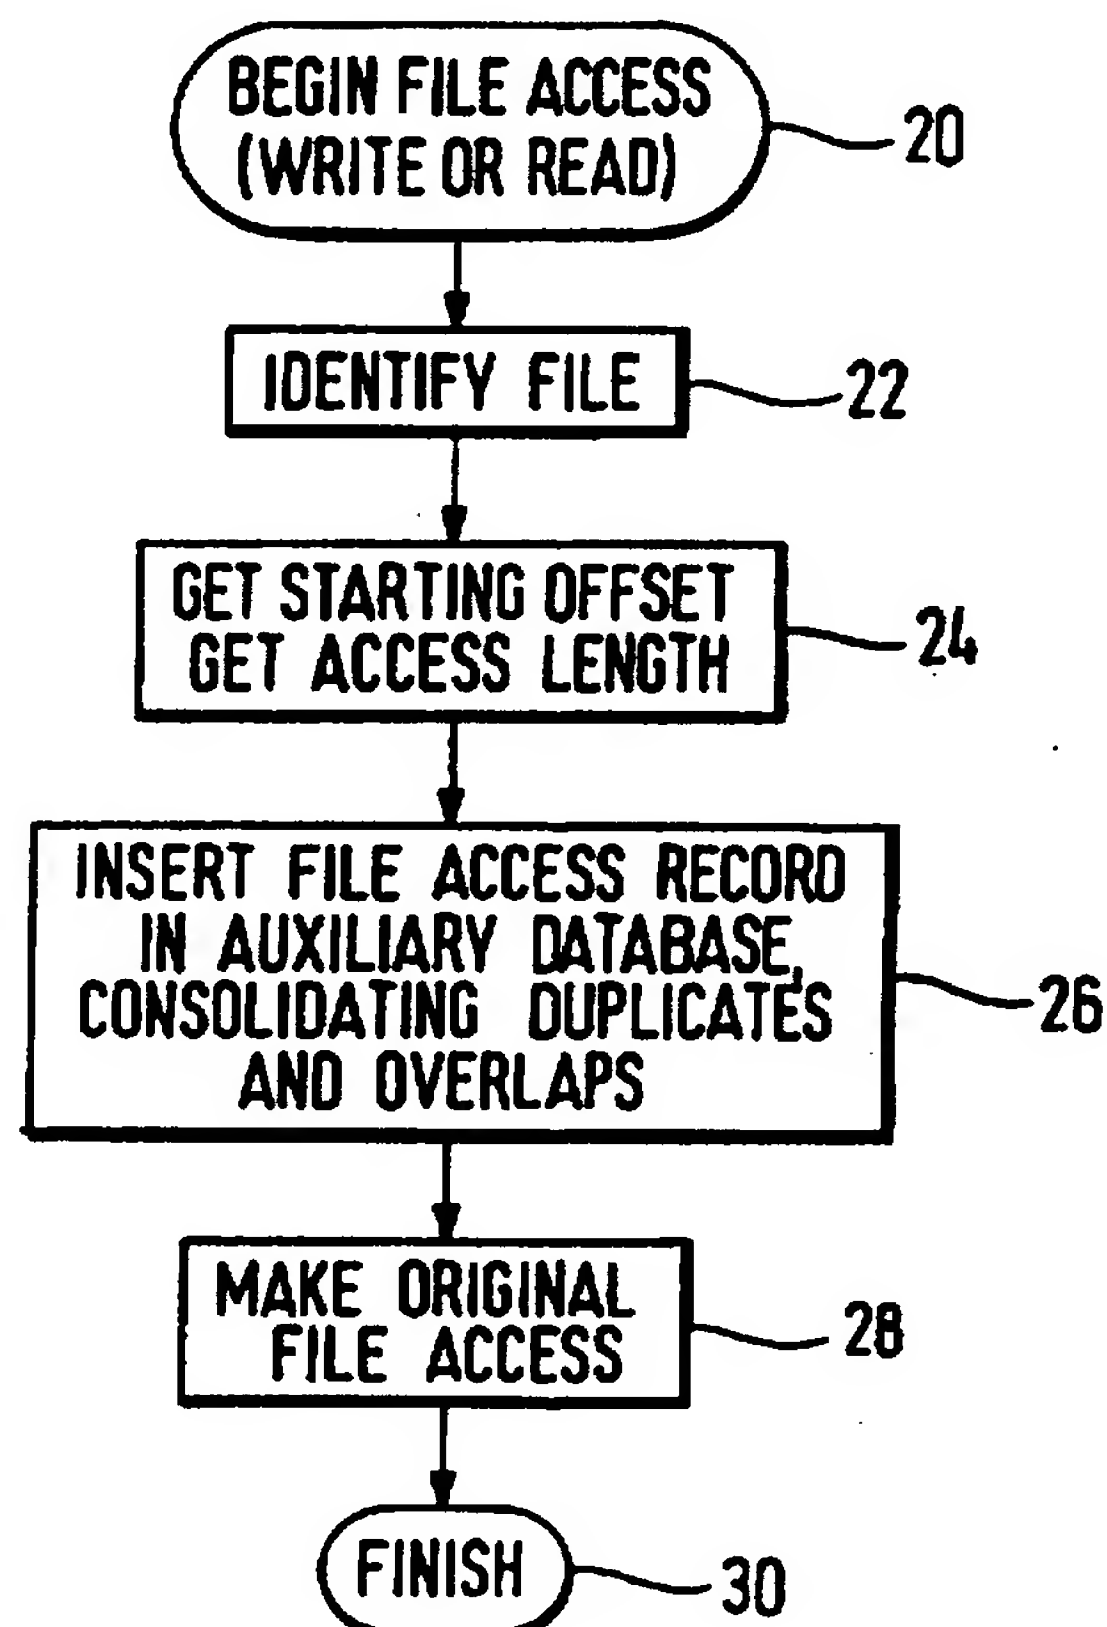 BEGIN FILE ACCESS
(WRITE OR READ)
20
IDENTIFY FILE
22
GET STARTING OFFSET
GET ACCESS LENGTH
24
INSERT FILE ACCESS RECORD
IN AUXILIARY DATABASE,
CONSOLIDATING DUPLICATES
AND OVERLAPS
26
MAKE ORIGINAL
FILE ACCESS
28
FINISH
30